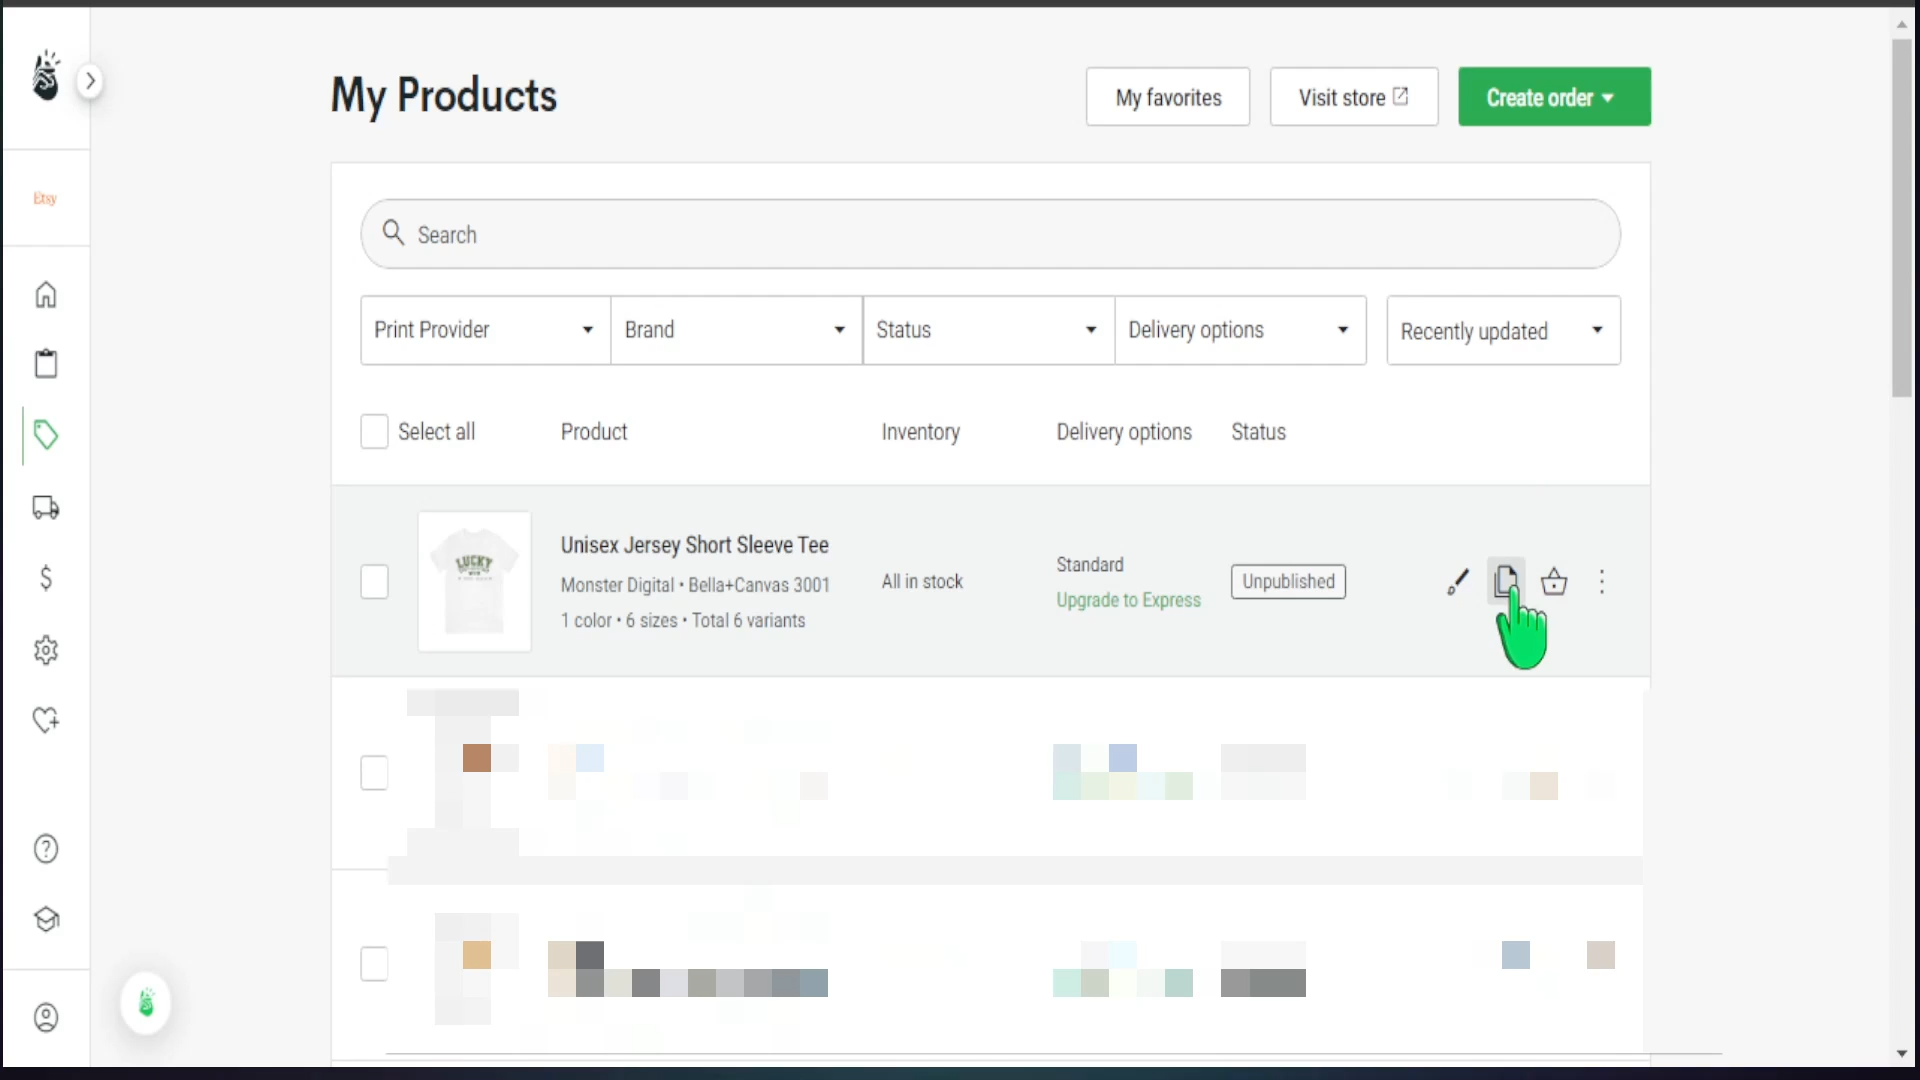 My Products
My favorites
Visit store
Create order
Etsy
Search
Print Provider
Brand
Status
Delivery options
Recently updated
Select all
Product
Inventory
Delivery options
Status
LUCKY
Unisex Jersey Short Sleeve Tee
Monster Digital • Bella+Canvas 3001
1 color • 6 sizes • Total 6 variants
All in stock
Standard
Upgrade to Express
Unpublished